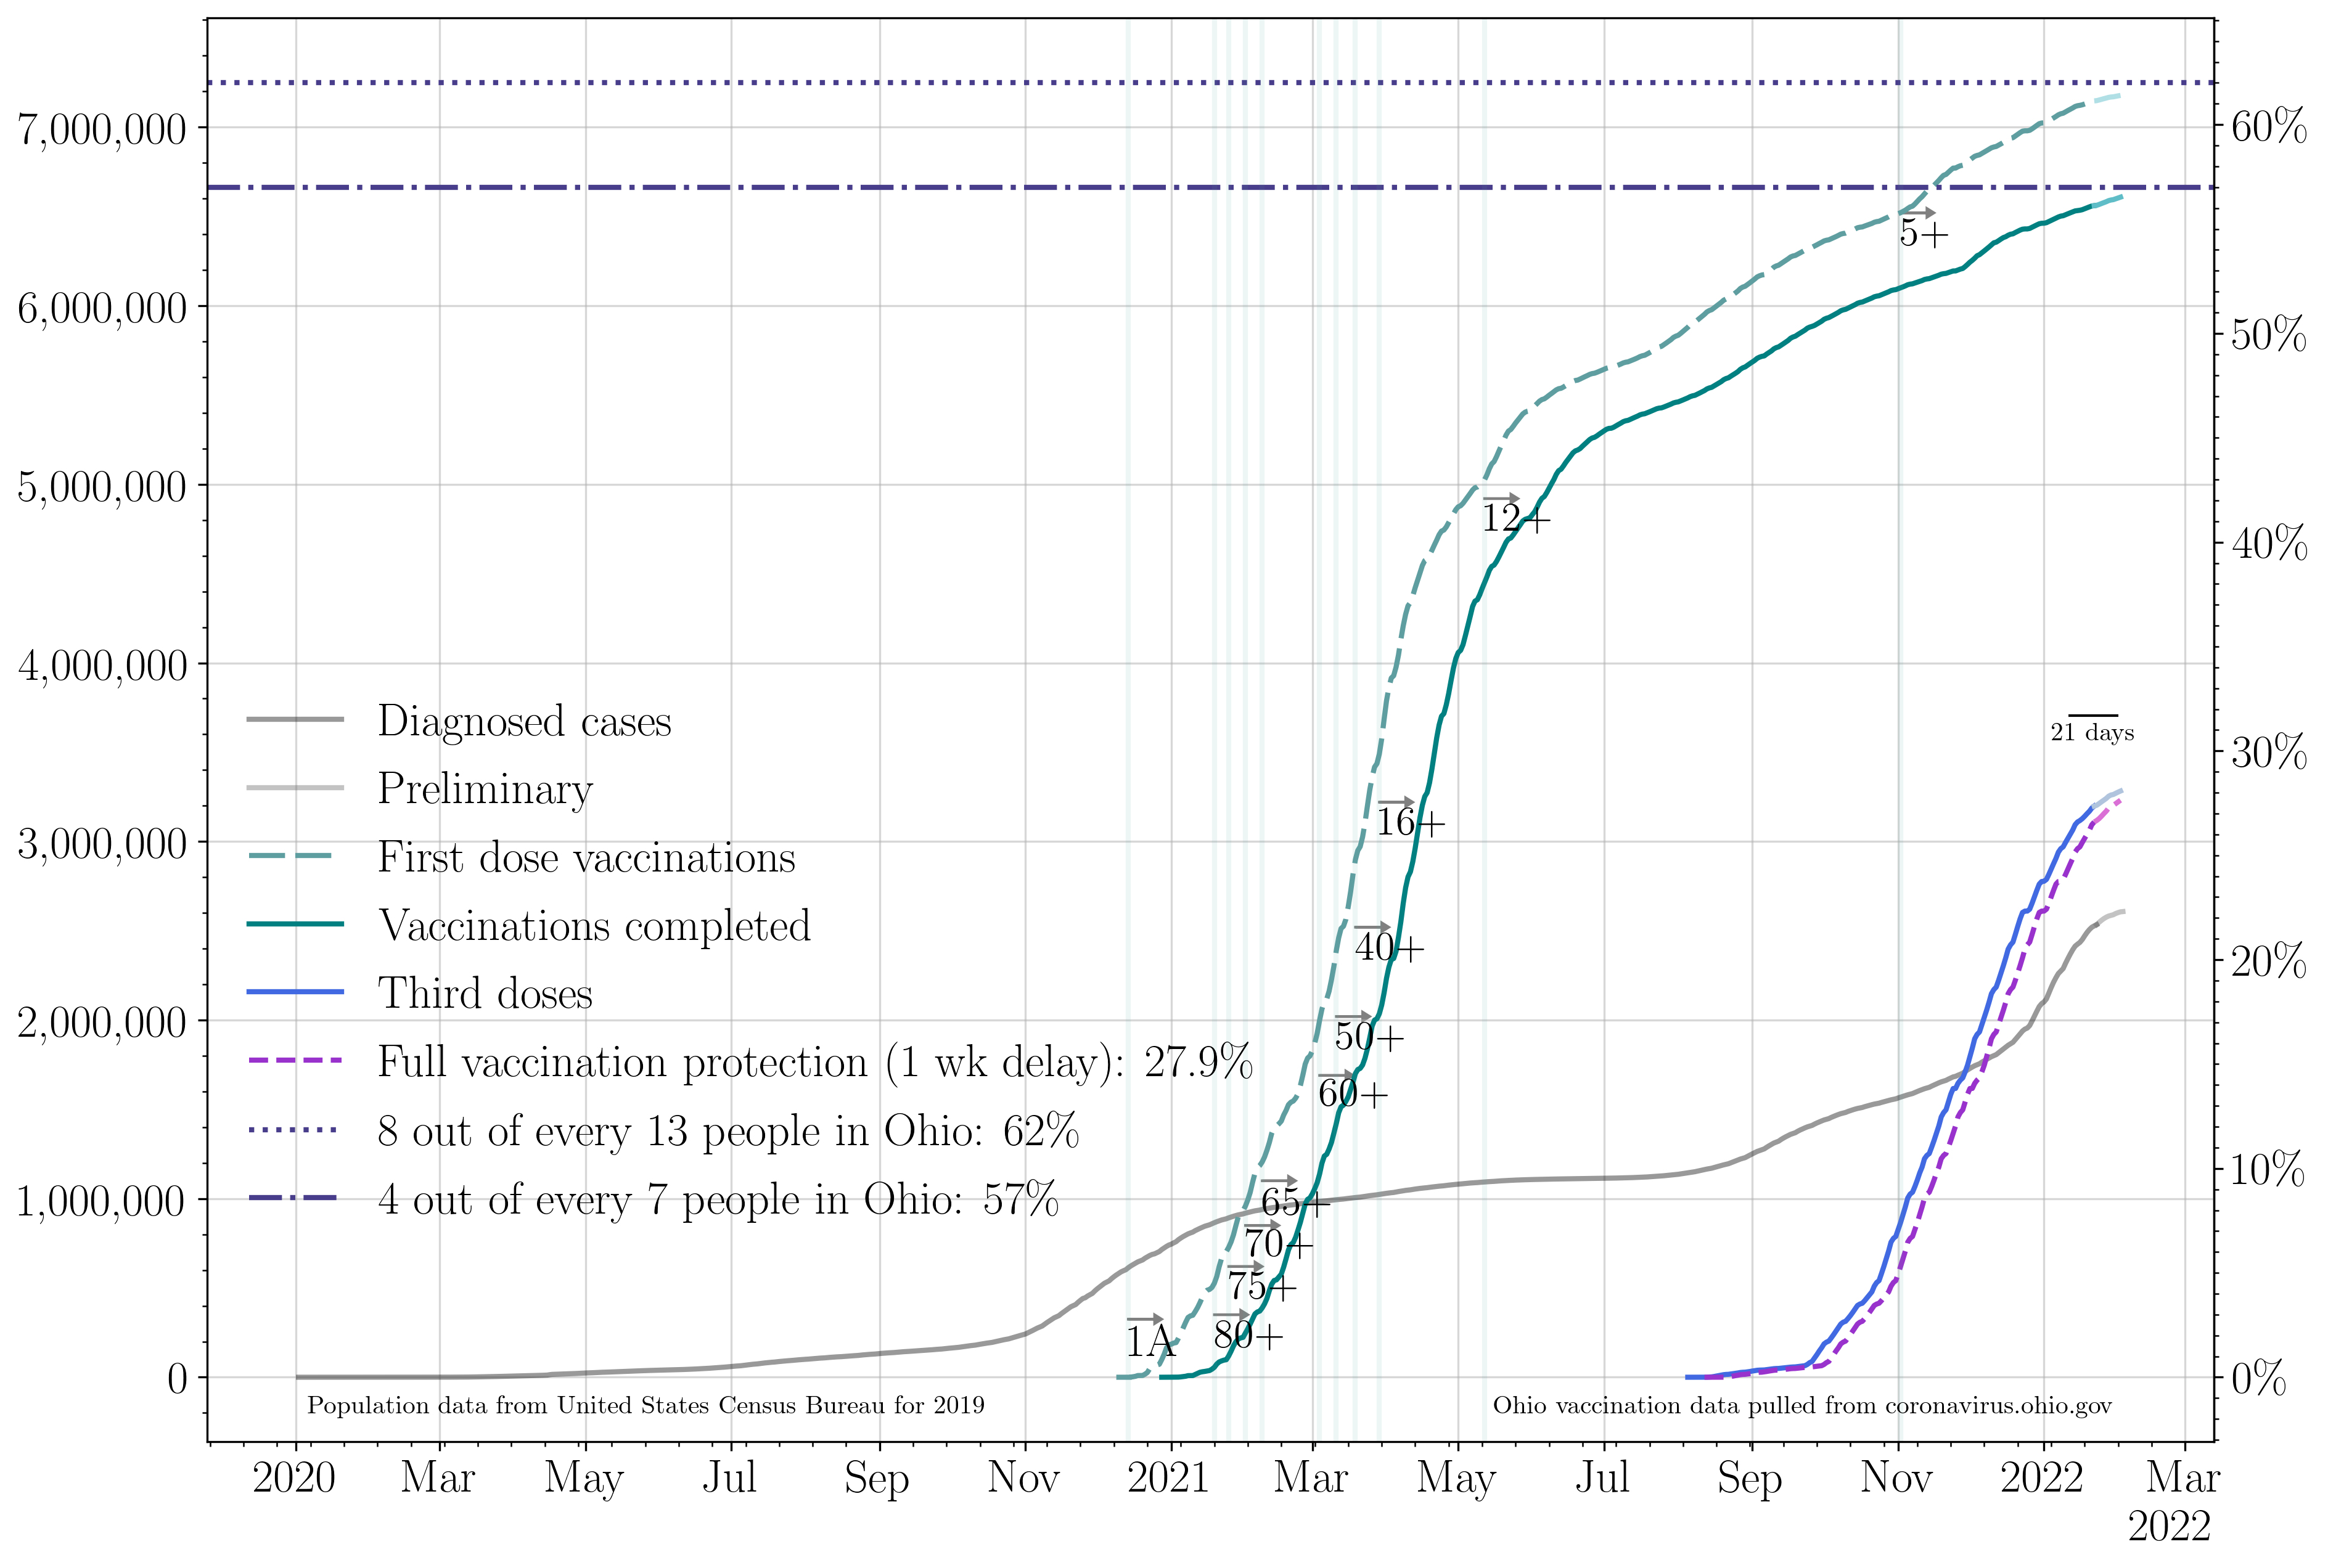 7,000,000
6,000,000
5,000,000
4,000,000
3,000,000
2,000,000
1,000,000
0
60%
50%
40%
30%
20%
10%
0%
5+
12+
16+
40+
50+
60+
65+
70+
75+
80+
1A
21 days
Diagnosed cases
Preliminary
First dose vaccinations
Vaccinations completed
Third doses
Full vaccination protection (1 wk delay): 27.9%
8 out of every 13 people in Ohio: 62%
4 out of every 7 people in Ohio: 57%
Population data from United States Census Bureau for 2019
Ohio vaccination data pulled from coronavirus.ohio.gov
2020 Mar May Jul Sep Nov 2021 Mar May Jul Sep Nov 2022 Mar
2022